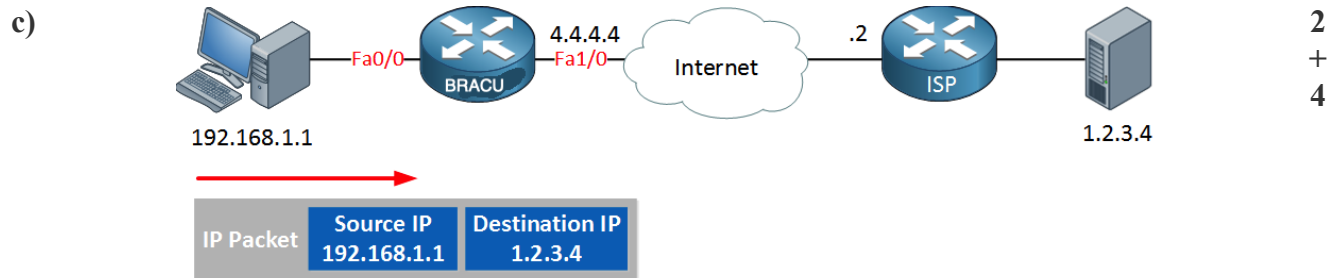 c)
2
+
4
4.4.4.4
.2
Fa0/0
Fa1/0
Internet
BRACU
ISP
192.168.1.1
1.2.3.4
IP Packet
Source IP
192.168.1.1
Destination IP
1.2.3.4